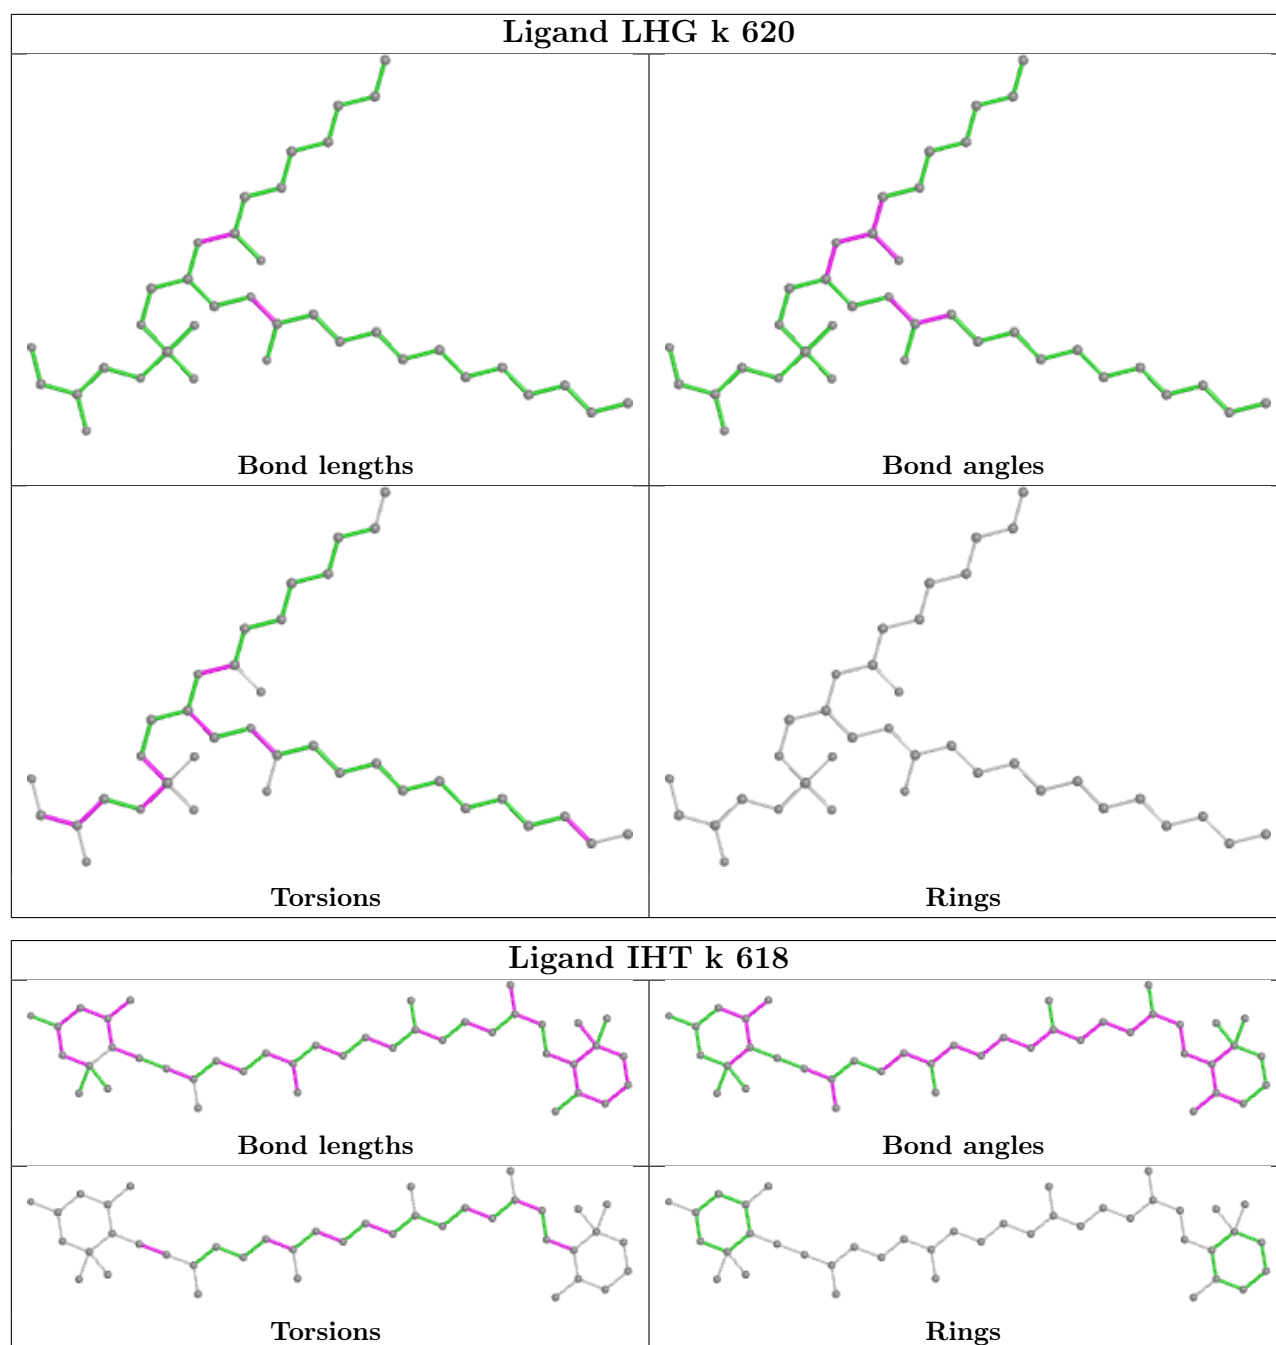 Ligand LHG k 620
Bond lengths
Bond angles
Torsions
Rings
Ligand IHT k 618
Bond lengths
Bond angles
Torsions
Rings